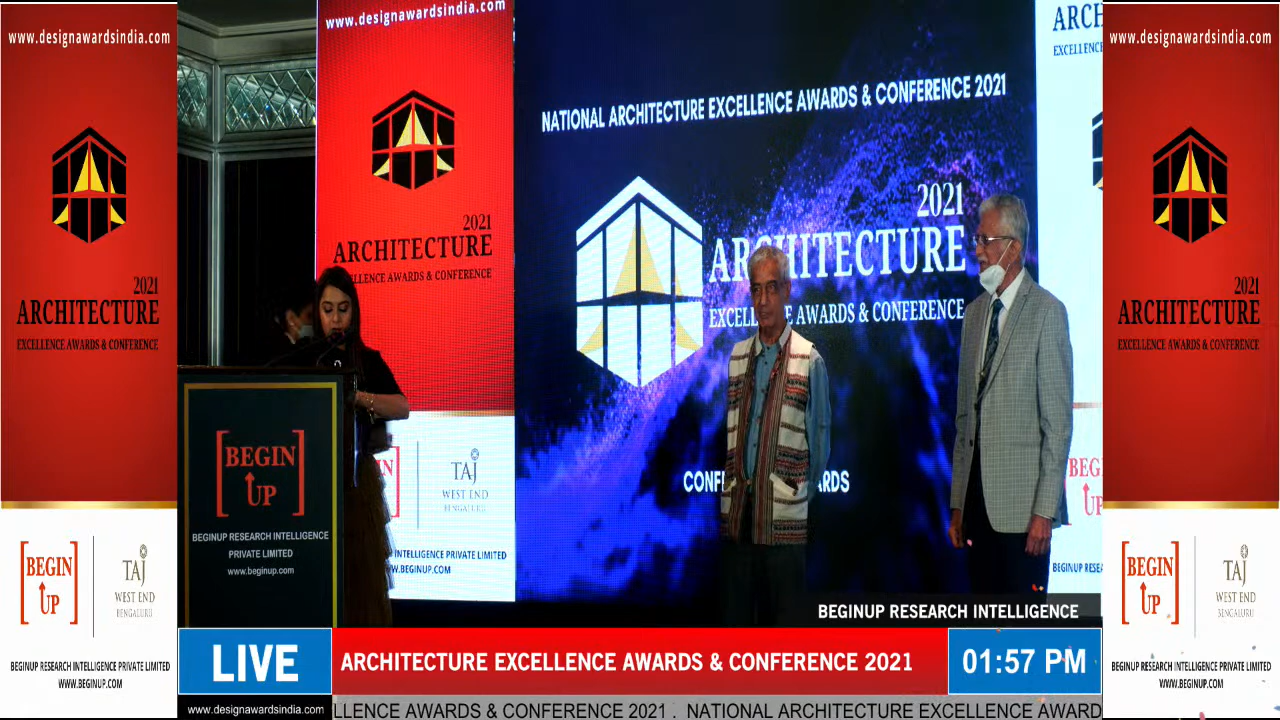 www.designawardsindia.com
2021
ARCHITECTURE
EXCELLENCE AWARDS & CONFERENCE
BEGIN
UP
TAJ
WEST END
BENGALURU
BEGINUP RESEARCH INTELLIGENCE PRIVATE LIMITED
WWW.BEGINUP.COM
www.designawardsindia.com
2021
ARCHITECTURE
ELLENCE AWARDS & CONFERENCE
TAJ
WEST END
BENGALURU
INTELLIGENCE PRIVATE LIMITED
.BEGINUP.COM
BEGIN
UP
BEGINUP RESEARCH INTELLIGENCE
PRIVATE LIMITED
www.beginup.com
NATIONAL ARCHITECTURE EXCELLENCE AWARDS & CONFERENCE 2021
2021
ARCHITECTURE
EXCELL E AWARDS & CONFERENCE
CONF ARDS
ARCH
EXCELLENCE
BEG
UP
BEGINUP RESEA
BEGINUP RESEARCH INTELLIGENCE
LIVE
ARCHITECTURE EXCELLENCE AWARDS & CONFERENCE 2021
01:57 PM
www.designawardsindia.com
LLENCE AWARDS & CONFERENCE 2021 . NATIONAL ARCHITECTURE EXCELLENCE AWARD
www.designawardsindia.com
2021
ARCHITECTURE
EXCELLENCE AWARDS & CONFERENCE
BEGIN
UP
TAJ
WEST END
BENGALURU
BEGINUP RESEARCH INTELLIGENCE PRIVATE LIMITED
WWW.BEGINUP.COM